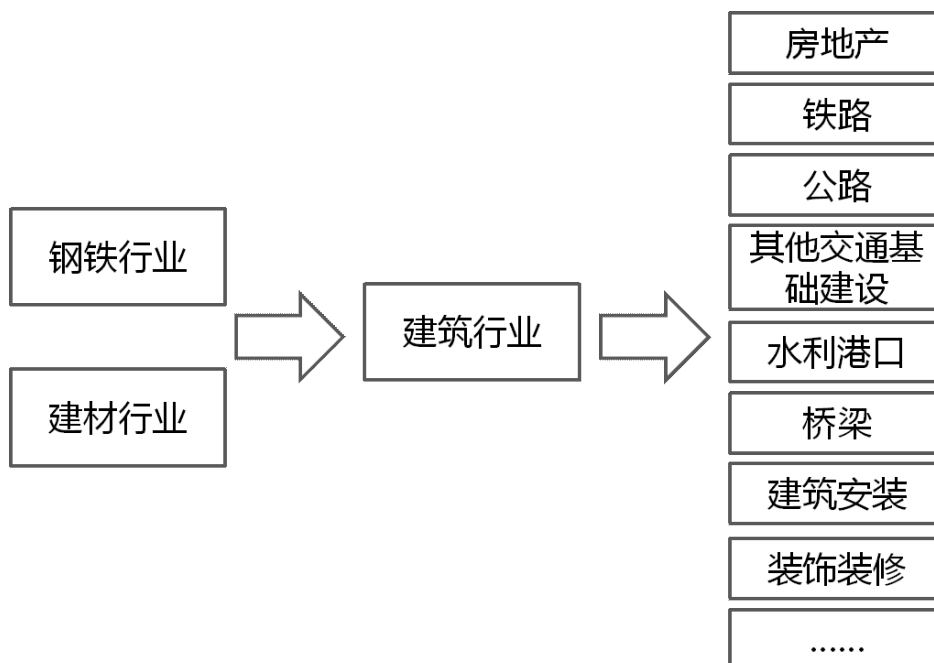 钢铁行业
建材行业
建筑行业
房地产
铁路
公路
其他交通基
础建设
水利港口
桥梁
建筑安装
装饰装修
......